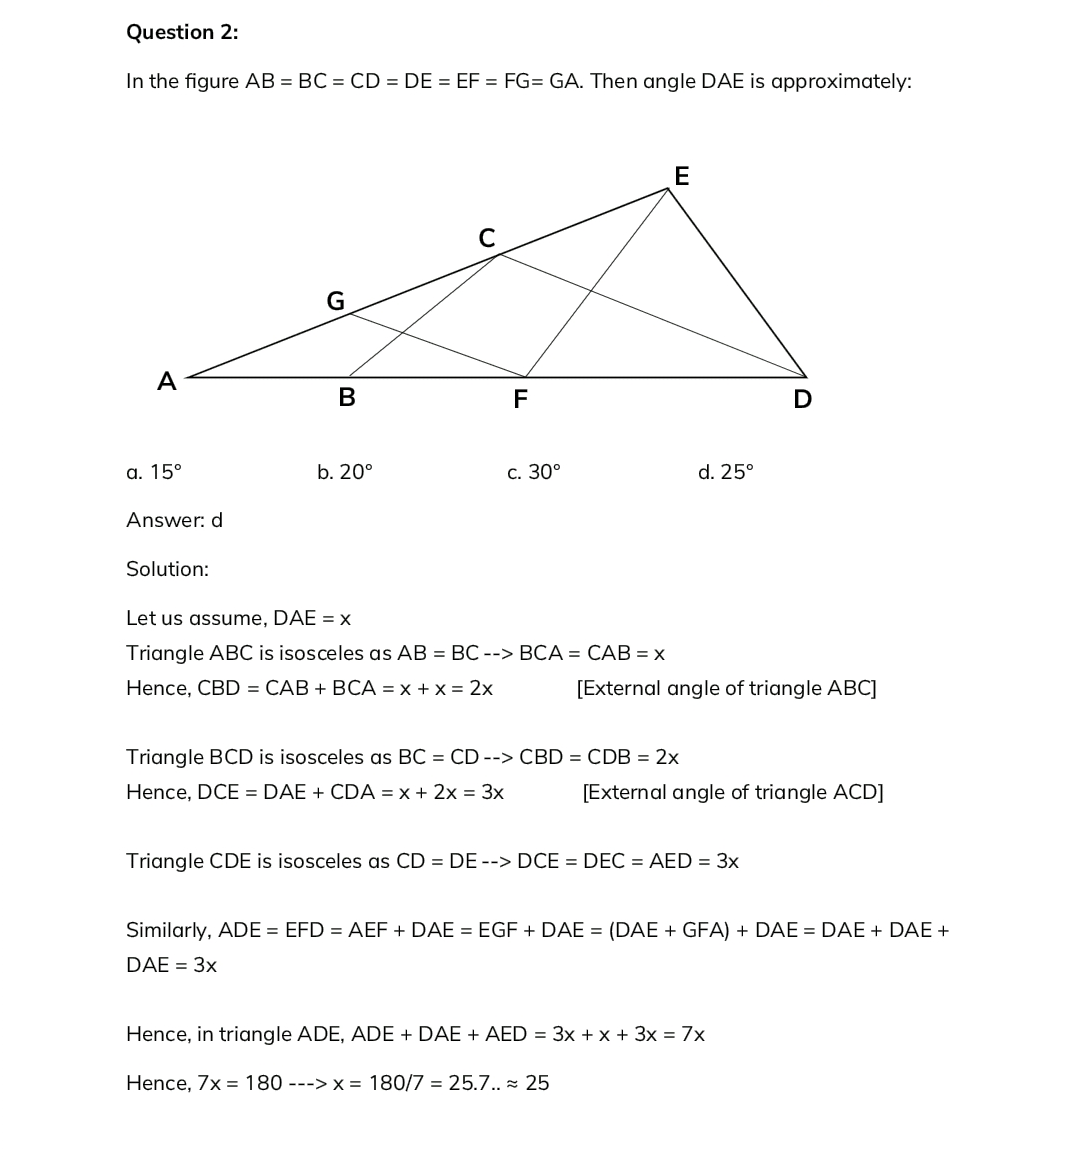 Question 2:
In the figure AB = BC = CD = DE = EF = FG= GA. Then angle DAE is approximately:
E
C
G
A
B
F
D
a. 15° b. 20° c. 30° d. 25°
Answer: d
Solution:
Let us assume, DAE = x
Triangle ABC is isosceles as AB = BC --> BCA = CAB = x
Hence, CBD = CAB + BCA = x + x = 2x [External angle of triangle ABC]
Triangle BCD is isosceles as BC = CD --> CBD = CDB = 2x
Hence, DCE = DAE + CDA = x + 2x = 3x [External angle of triangle ACD]
Triangle CDE is isosceles as CD = DE --> DCE = DEC = AED = 3x
Similarly, ADE = EFD = AEF + DAE = EGF + DAE = (DAE + GFA) + DAE = DAE + DAE +
DAE = 3x
Hence, in triangle ADE, ADE + DAE + AED = 3x + x + 3x = 7x
Hence, 7x = 180 ---> x = 180/7 = 25.7.. ≈ 25